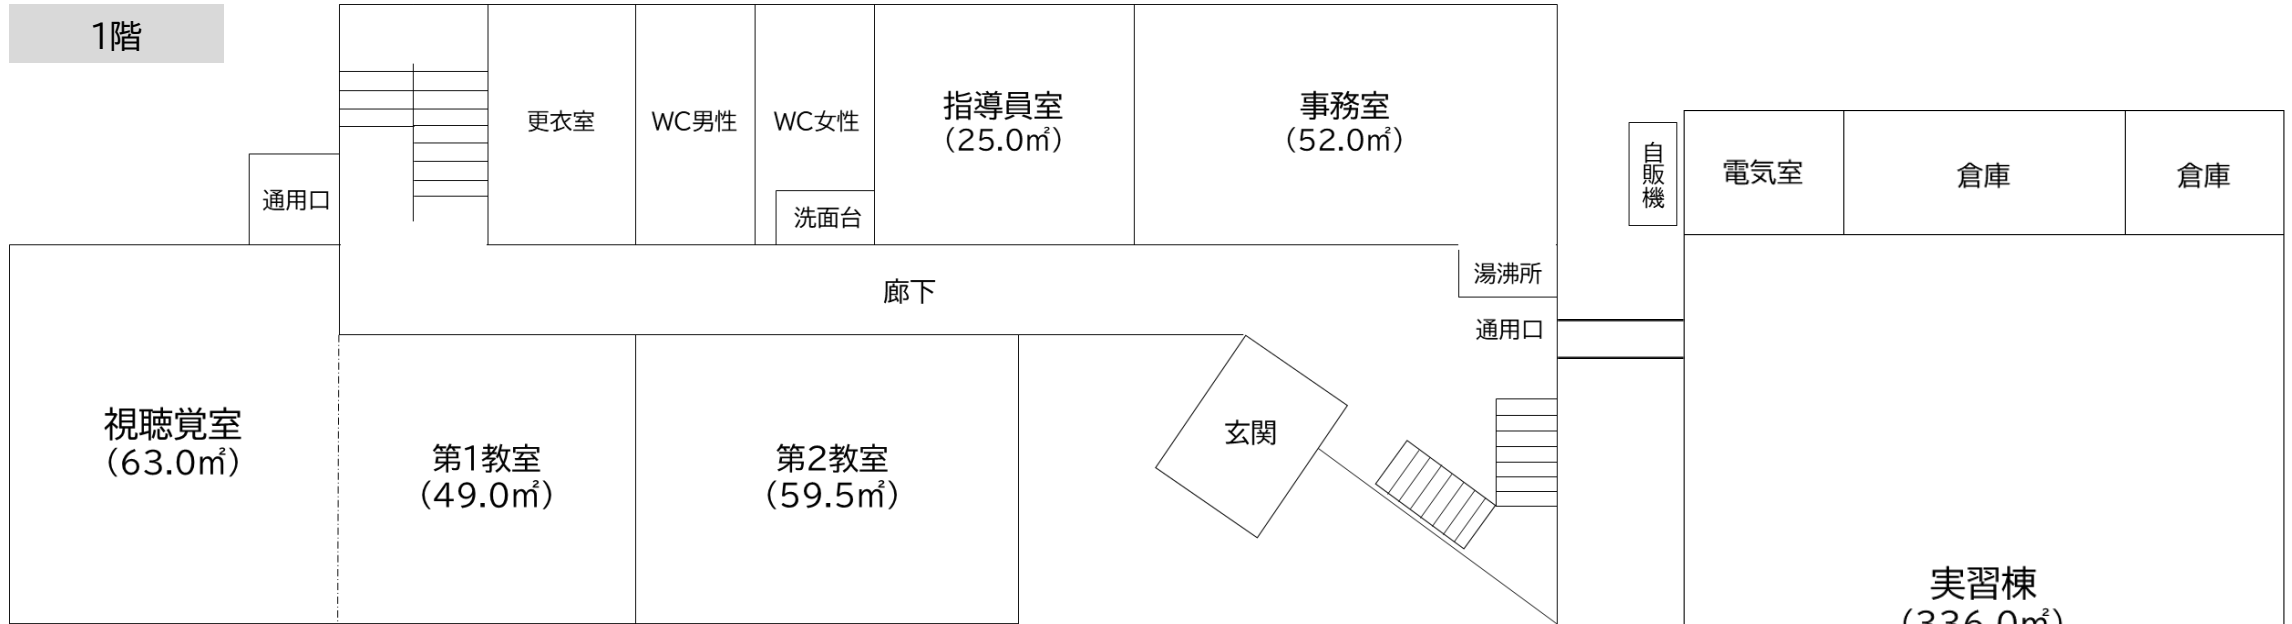 1階
更衣室
WC男性
WC女性
指導員室
(25.0㎡)
事務室
(52.0㎡)
自販機
電気室
倉庫
倉庫
通用口
洗面台
廊下
湯沸所
通用口
視聴覚室
(63.0㎡)
第1教室
(49.0㎡)
第2教室
(59.5㎡)
玄関
実習棟
(336.0㎡)